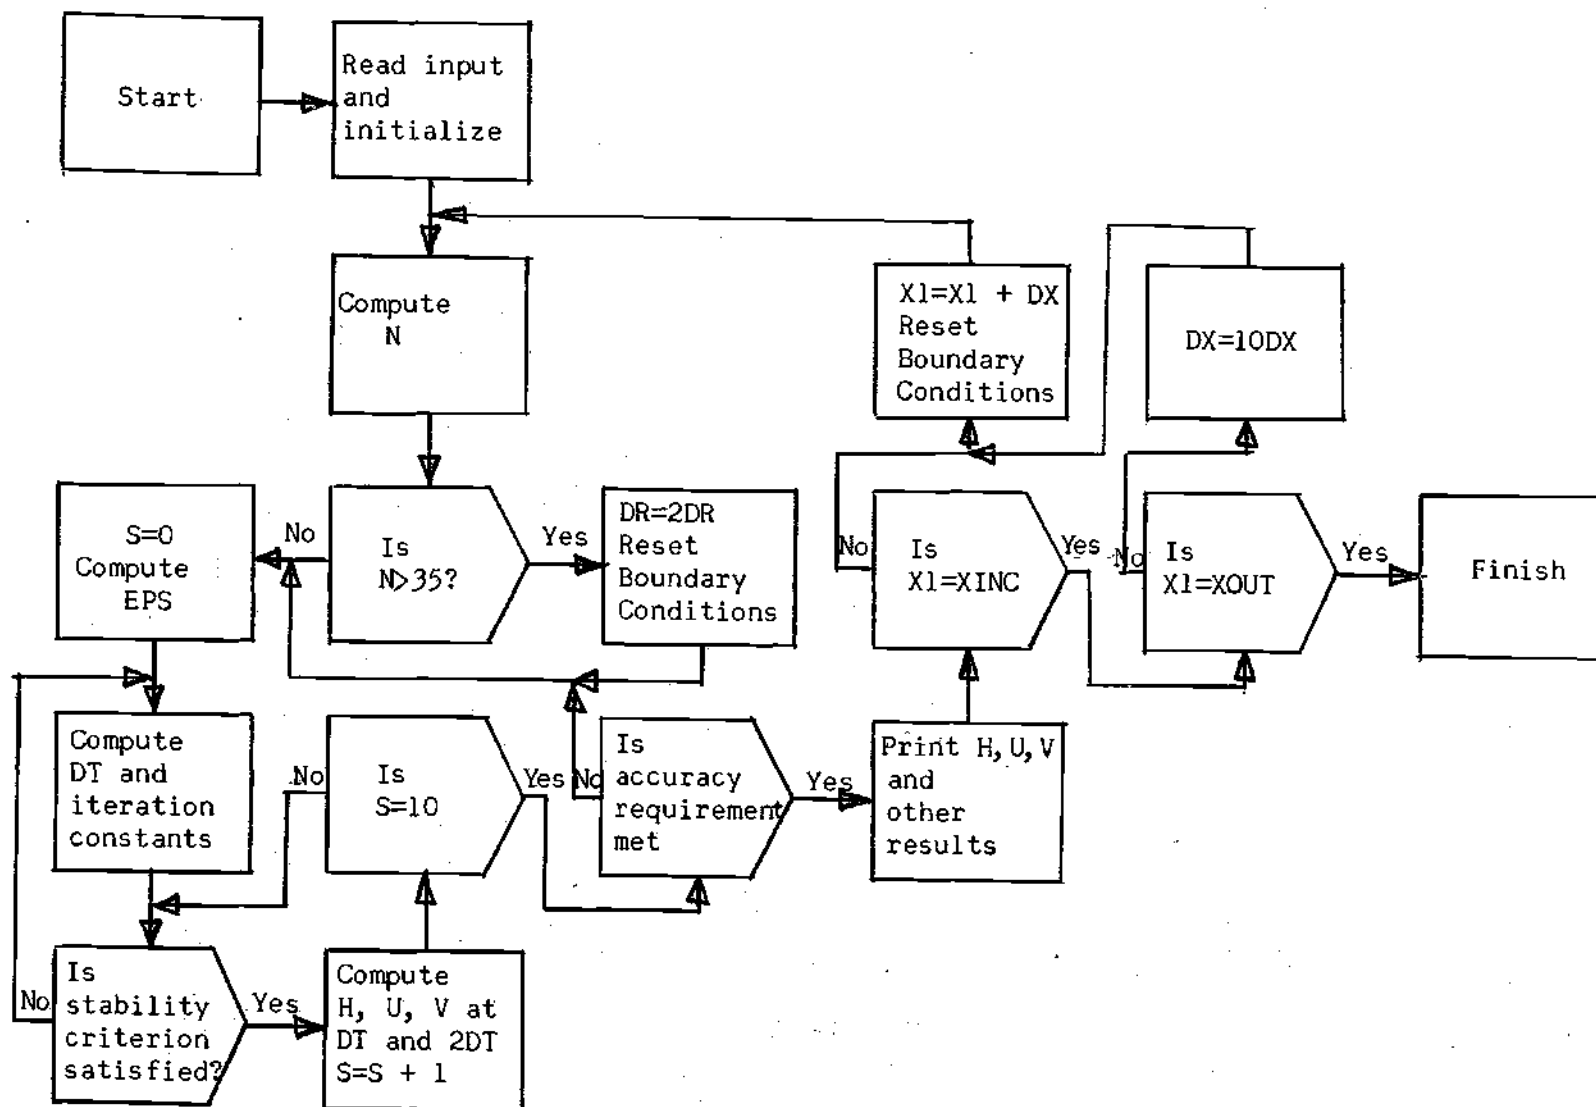 Start
Read input
and
initialize
Compute
N
X1=X1 + DX
Reset
Boundary
Conditions
DX=10DX
S=0
Compute
EPS
No
Is
N>35?
Yes
DR=2DR
Reset
Boundary
Conditions
No
Is
X1=XINC
Yes
No
Is
X1=XOUT
Yes
Finish
Compute
DT and
iteration
constants
No
Is
S=10
Yes
No
Is
accuracy
requirement
met
Yes
Print H,U,V
and
other
results
No
Is
stability
criterion
satisfied?
Yes
Compute
H, U, V at
DT and 2DT
S=S + 1